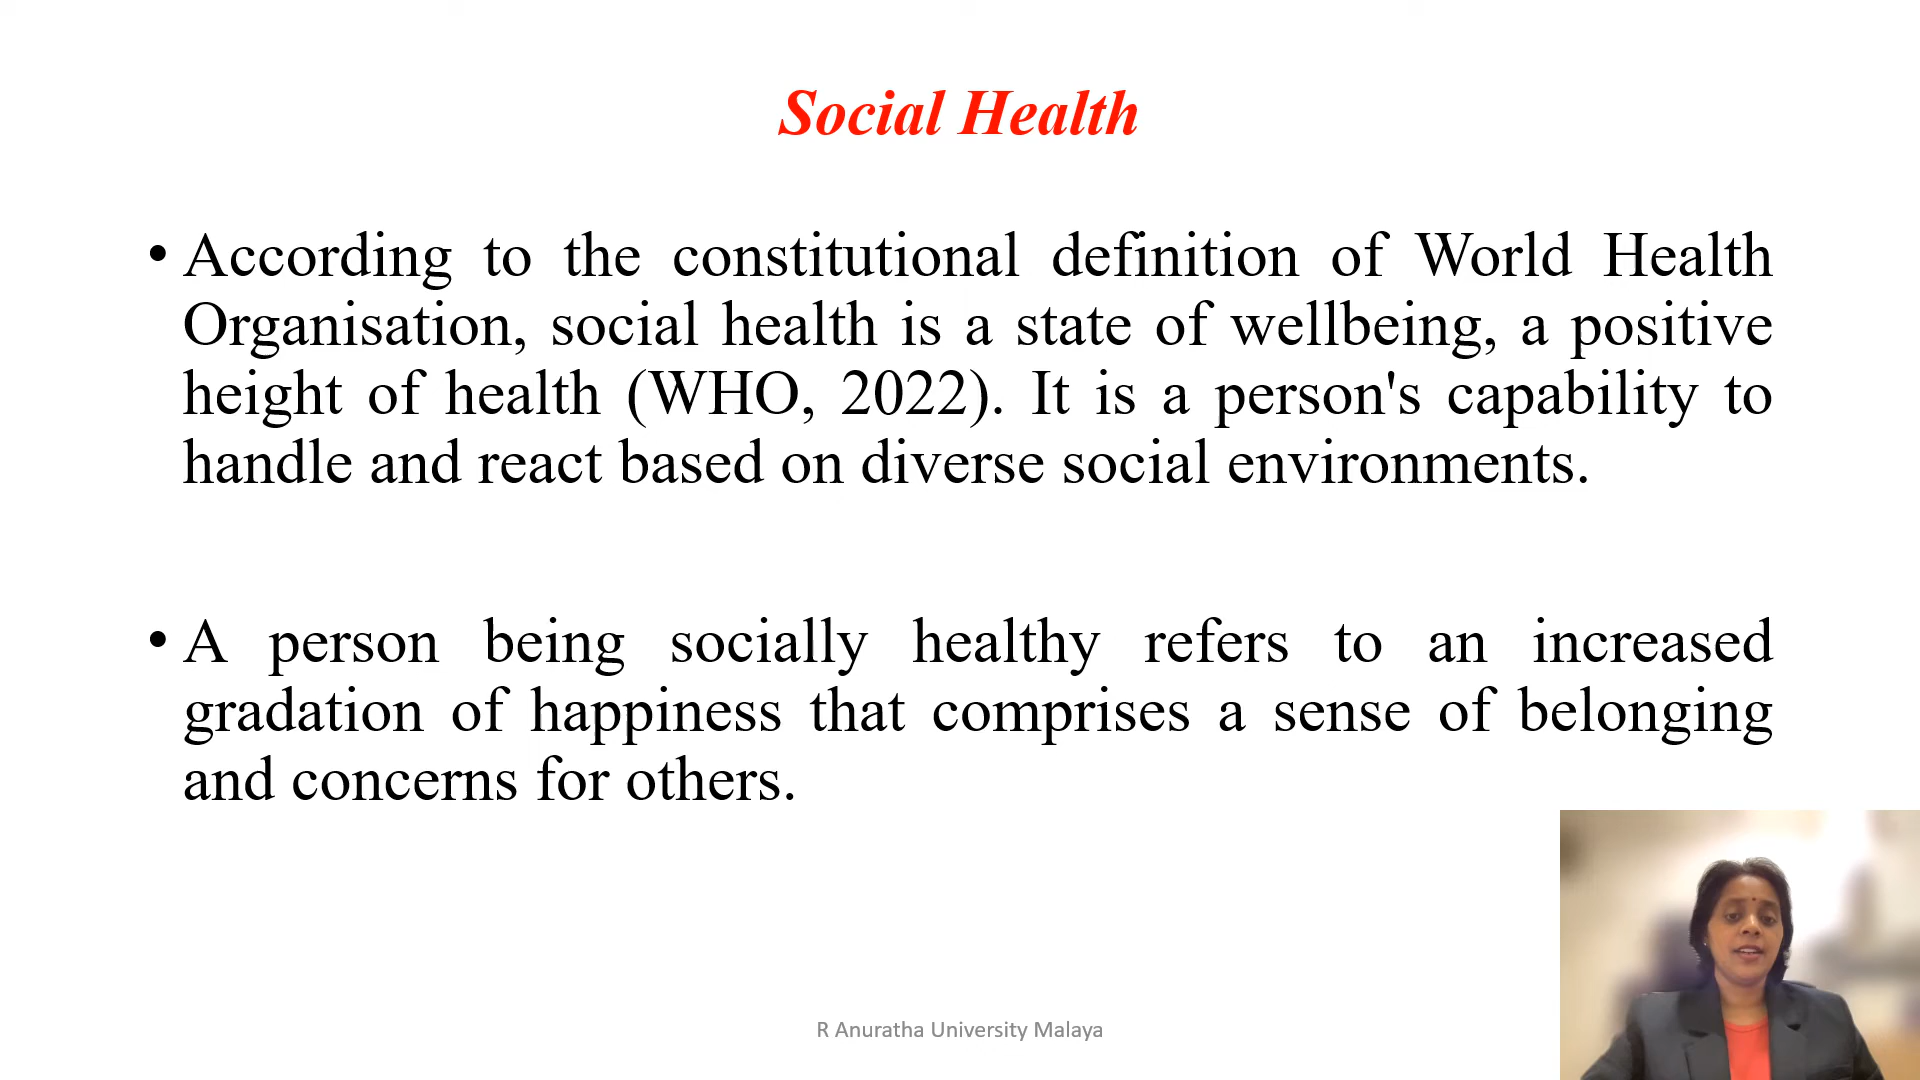 Social Health
• According to the constitutional definition of World Health
Organisation, social health is a state of wellbeing, a positive
height of health (WHO, 2022). It is a person's capability to
handle and react based on diverse social environments.
• A person being socially healthy refers to an increased
gradation of happiness that comprises a sense of belonging
and concerns for others.
R Anuratha University Malaya